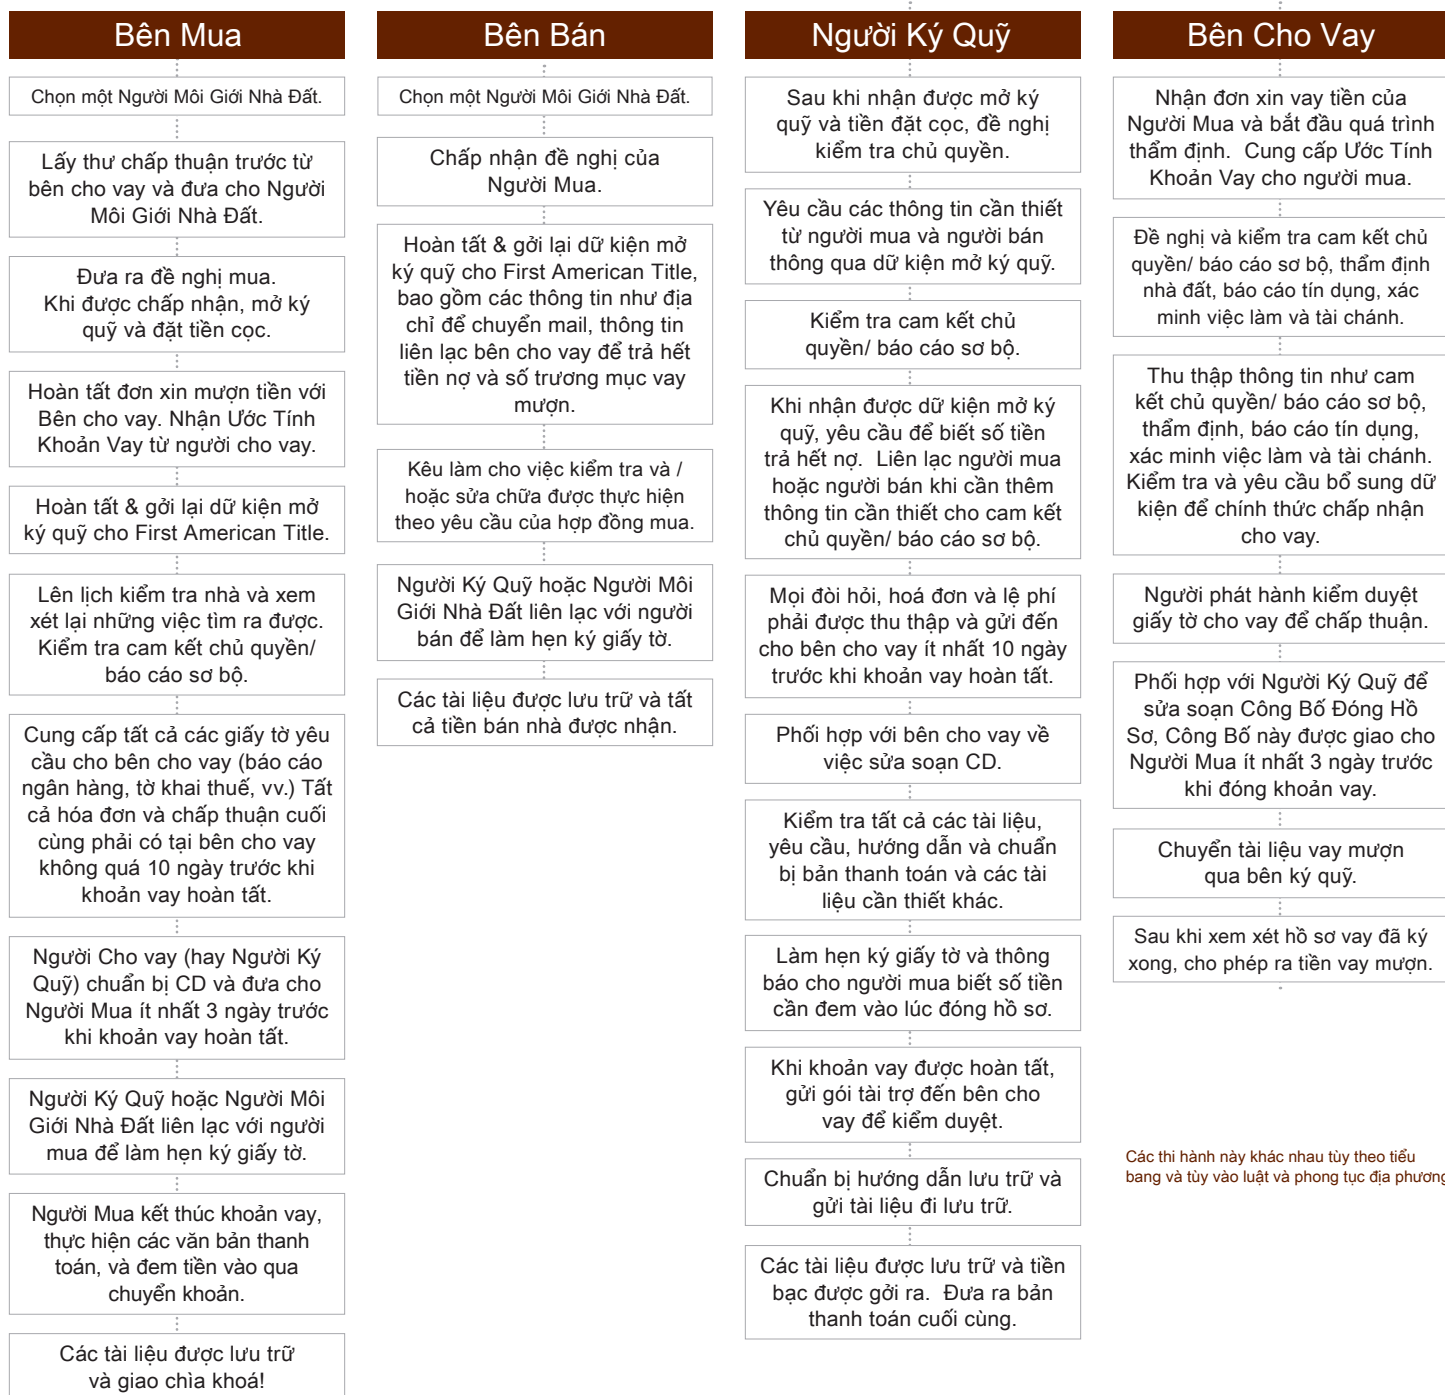 Bên Mua
Chọn một Người Môi Giới Nhà Đất.
Lấy thư chấp thuận trước từ
bên cho vay và đưa cho Người
Môi Giới Nhà Đất.
Đưa ra đề nghị mua.
Khi được chấp nhận, mở ký
quỹ và đặt tiền cọc.
Hoàn tất đơn xin mượn tiền với
Bên cho vay. Nhận Ước Tính
Khoản Vay từ người cho vay.
Hoàn tất & gởi lại dữ kiện mở
ký quỹ cho First American Title.
Lên lịch kiểm tra nhà và xem
xét lại những việc tìm ra được.
Kiểm tra cam kết chủ quyền/
báo cáo sơ bộ.
Cung cấp tất cả các giấy tờ yêu
cầu cho bên cho vay (báo cáo
ngân hàng, tờ khai thuế, vv.) Tất
cả hóa đơn và chấp thuận cuối
cùng phải có tại bên cho vay
không quá 10 ngày trước khi
khoản vay hoàn tất.
Người Cho vay (hay Người Ký
Quỹ) chuẩn bị CD và đưa cho
Người Mua ít nhất 3 ngày trước
khi khoản vay hoàn tất.
Người Ký Quỹ hoặc Người Môi
Giới Nhà Đất liên lạc với người
mua để làm hẹn ký giấy tờ.
Người Mua kết thúc khoản vay,
thực hiện các văn bản thanh
toán, và đem tiền vào qua
chuyển khoản.
Các tài liệu được lưu trữ
và giao chìa khoá!
Bên Bán
Chọn một Người Môi Giới Nhà Đất.
Chấp nhận đề nghị của
Người Mua.
Hoàn tất & gởi lại dữ kiện mở
ký quỹ cho First American Title,
bao gồm các thông tin như địa
chỉ để chuyển mail, thông tin
liên lạc bên cho vay để trả hết
tiền nợ và số trương mục vay
mượn.
Kêu làm cho việc kiểm tra và /
hoặc sửa chữa được thực hiện
theo yêu cầu của hợp đồng mua.
Người Ký Quỹ hoặc Người Môi
Giới Nhà Đất liên lạc với người
bán để làm hẹn ký giấy tờ.
Các tài liệu được lưu trữ và tất
cả tiền bán nhà được nhận.
Người Ký Quỹ
Sau khi nhận được mở ký
quỹ và tiền đặt cọc, đề nghị
kiểm tra chủ quyền.
Yêu cầu các thông tin cần thiết
từ người mua và người bán
thông qua dữ kiện mở ký quỹ.
Kiểm tra cam kết chủ
quyền/ báo cáo sơ bộ.
Khi nhận được dữ kiện mở ký
quỹ, yêu cầu để biết số tiền
trả hết nợ. Liên lạc người mua
hoặc người bán khi cần thêm
thông tin cần thiết cho cam kết
chủ quyền/ báo cáo sơ bộ.
Mọi đòi hỏi, hoá đơn và lệ phí
phải được thu thập và gửi đến
cho bên cho vay ít nhất 10 ngày
trước khi khoản vay hoàn tất.
Phối hợp với bên cho vay về
việc sửa soạn CD.
Kiểm tra tất cả các tài liệu,
yêu cầu, hướng dẫn và chuẩn
bị bản thanh toán và các tài
liệu cần thiết khác.
Làm hẹn ký giấy tờ và thông
báo cho người mua biết số tiền
cần đem vào lúc đóng hồ sơ.
Khi khoản vay được hoàn tất,
gửi gói tài trợ đến bên cho
vay để kiểm duyệt.
Chuẩn bị hướng dẫn lưu trữ và
gửi tài liệu đi lưu trữ.
Các tài liệu được lưu trữ và tiền
bạc được gởi ra. Đưa ra bản
thanh toán cuối cùng.
Bên Cho Vay
Nhận đơn xin vay tiền của
Người Mua và bắt đầu quá trình
thẩm định. Cung cấp Ước Tính
Khoản Vay cho người mua.
Đề nghị và kiểm tra cam kết chủ
quyền/ báo cáo sơ bộ, thẩm định
nhà đất, báo cáo tín dụng, xác
minh việc làm và tài chánh.
Thu thập thông tin như cam
kết chủ quyền/ báo cáo sơ bộ,
thẩm định, báo cáo tín dụng,
xác minh việc làm và tài chánh.
Kiểm tra và yêu cầu bổ sung dữ
kiện để chính thức chấp nhận
cho vay.
Người phát hành kiểm duyệt
giấy tờ cho vay để chấp thuận.
Phối hợp với Người Ký Quỹ để
sửa soạn Công Bố Đóng Hồ
Sơ, Công Bố này được giao cho
Người Mua ít nhất 3 ngày trước
khi đóng khoản vay.
Chuyển tài liệu vay mượn
qua bên ký quỹ.
Sau khi xem xét hồ sơ vay đã ký
xong, cho phép ra tiền vay mượn.
Các thi hành này khác nhau tùy theo tiểu
bang và tùy vào luật và phong tục địa phương